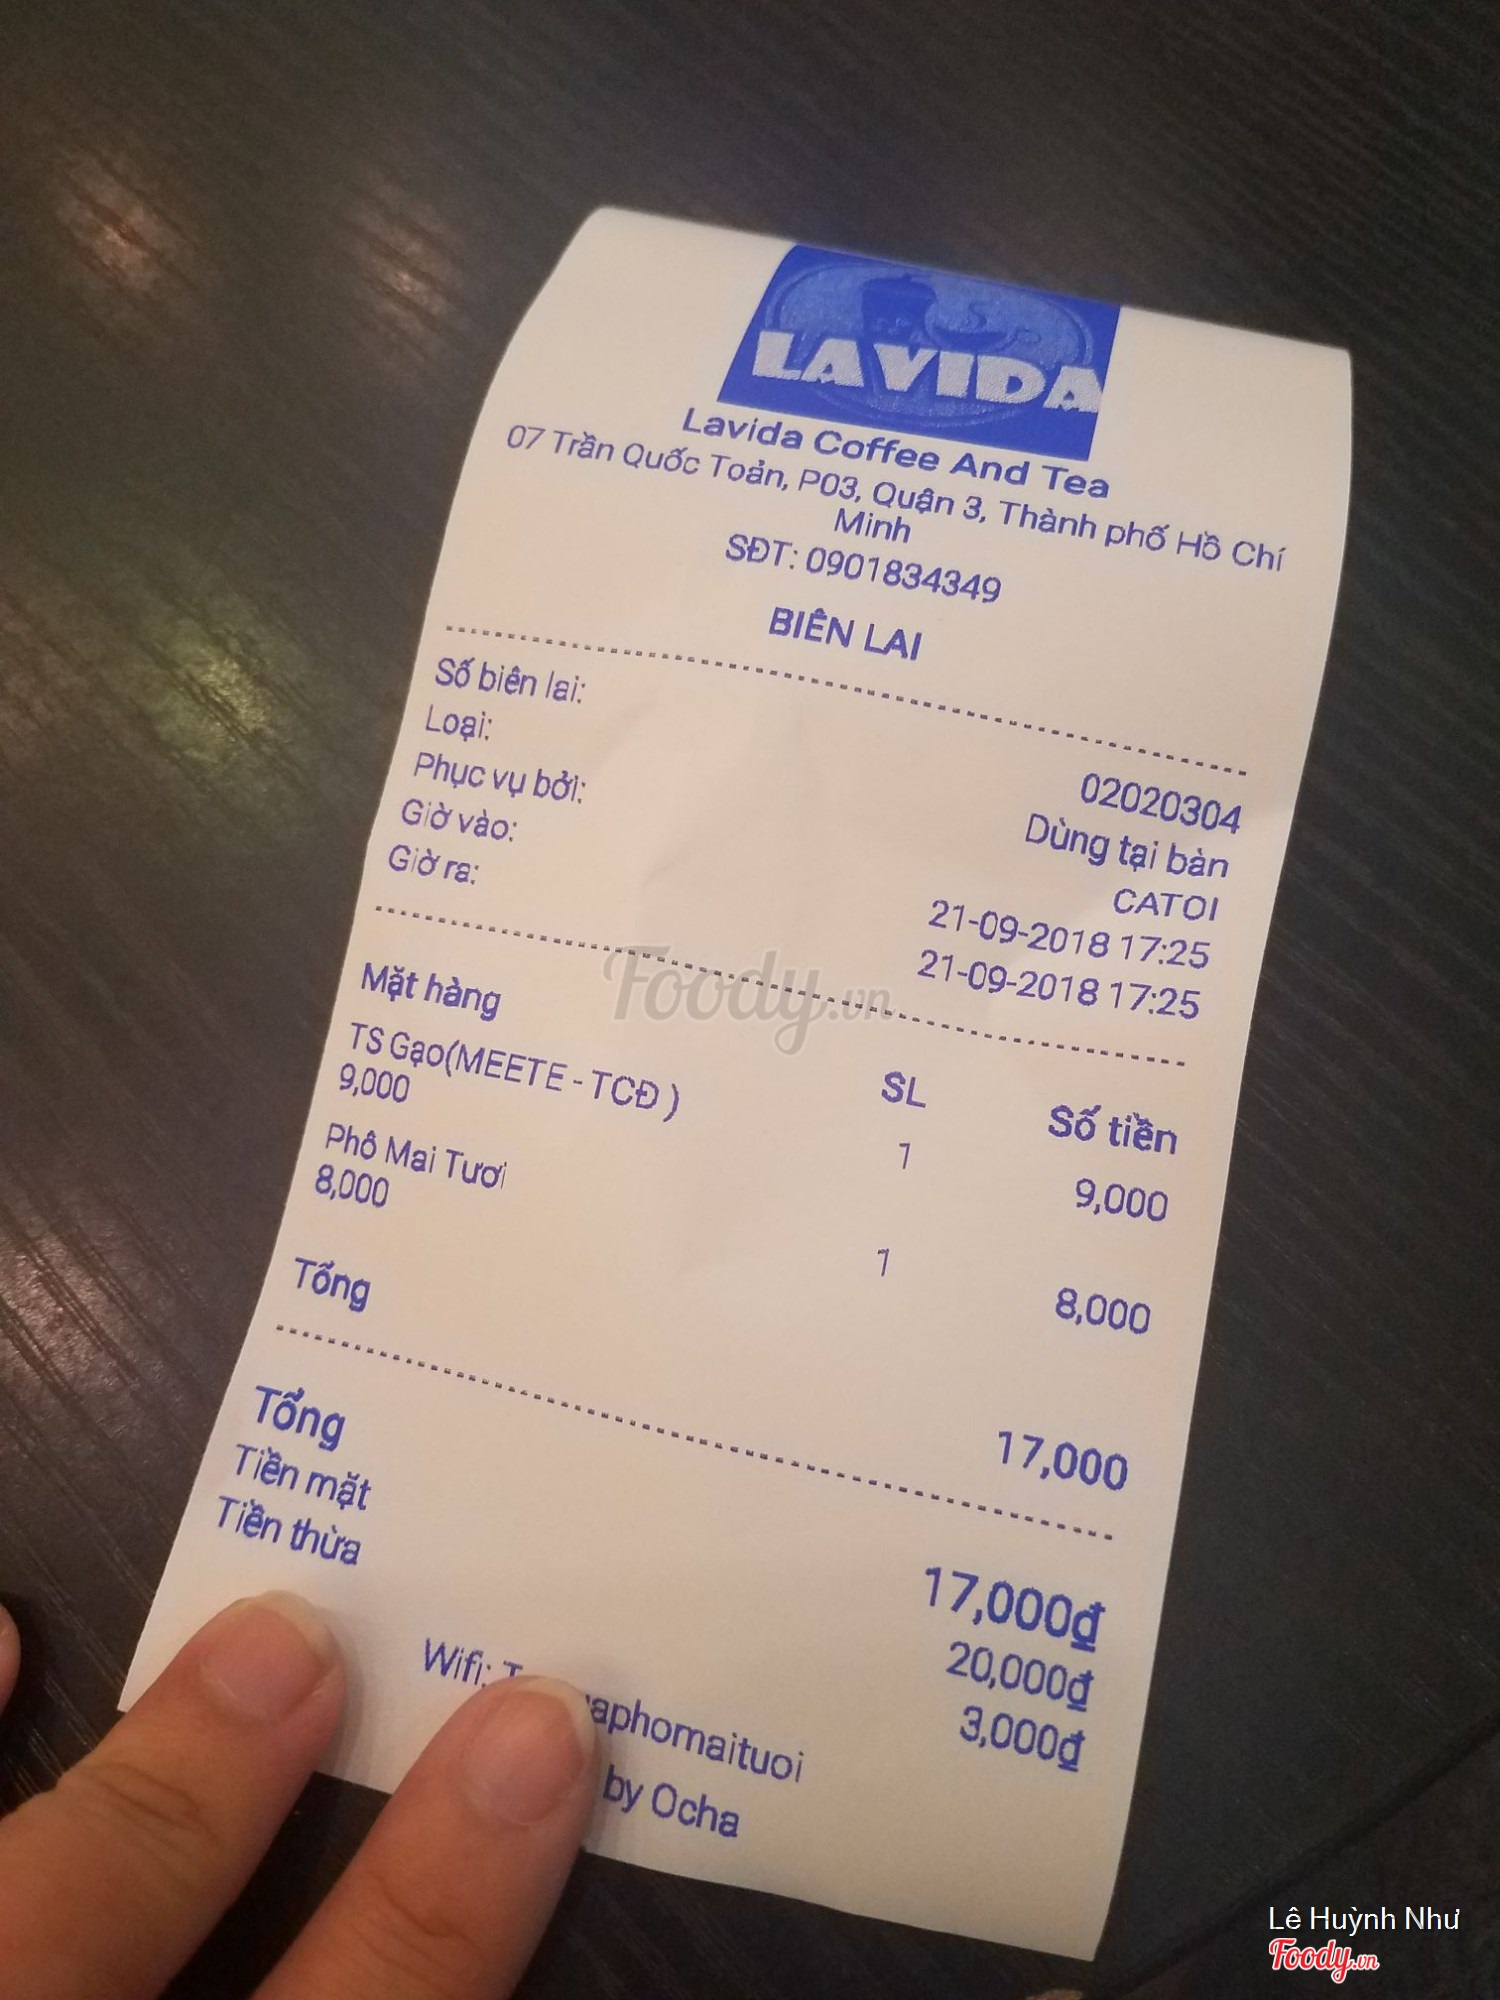 LAVIDA
Lavida Coffee And Tea
07 Trần Quốc Toản, P03, Quận 3, Thành phố Hồ Chí
Minh
SĐT: 0901834349
BIÊN LAI
Số biên lai: 02020304
Loại: Dùng tại bàn
Phục vụ bởi: CATOI
Giờ vào: 21-09-2018 17:25
Giờ ra: 21-09-2018 17:25
Mặt hàng SL Số tiền
TS Gạo(MEETE - TCĐ ) 1 9,000
9,000
Phô Mai Tươi 1 8,000
8,000
Tổng 17,000
Tổng 17,000đ
Tiền mặt 20,000đ
Tiền thừa 3,000đ
Wifi: aphomaituoi
by Ocha
Foody.vn
Lê Huỳnh Như
Foody.vn